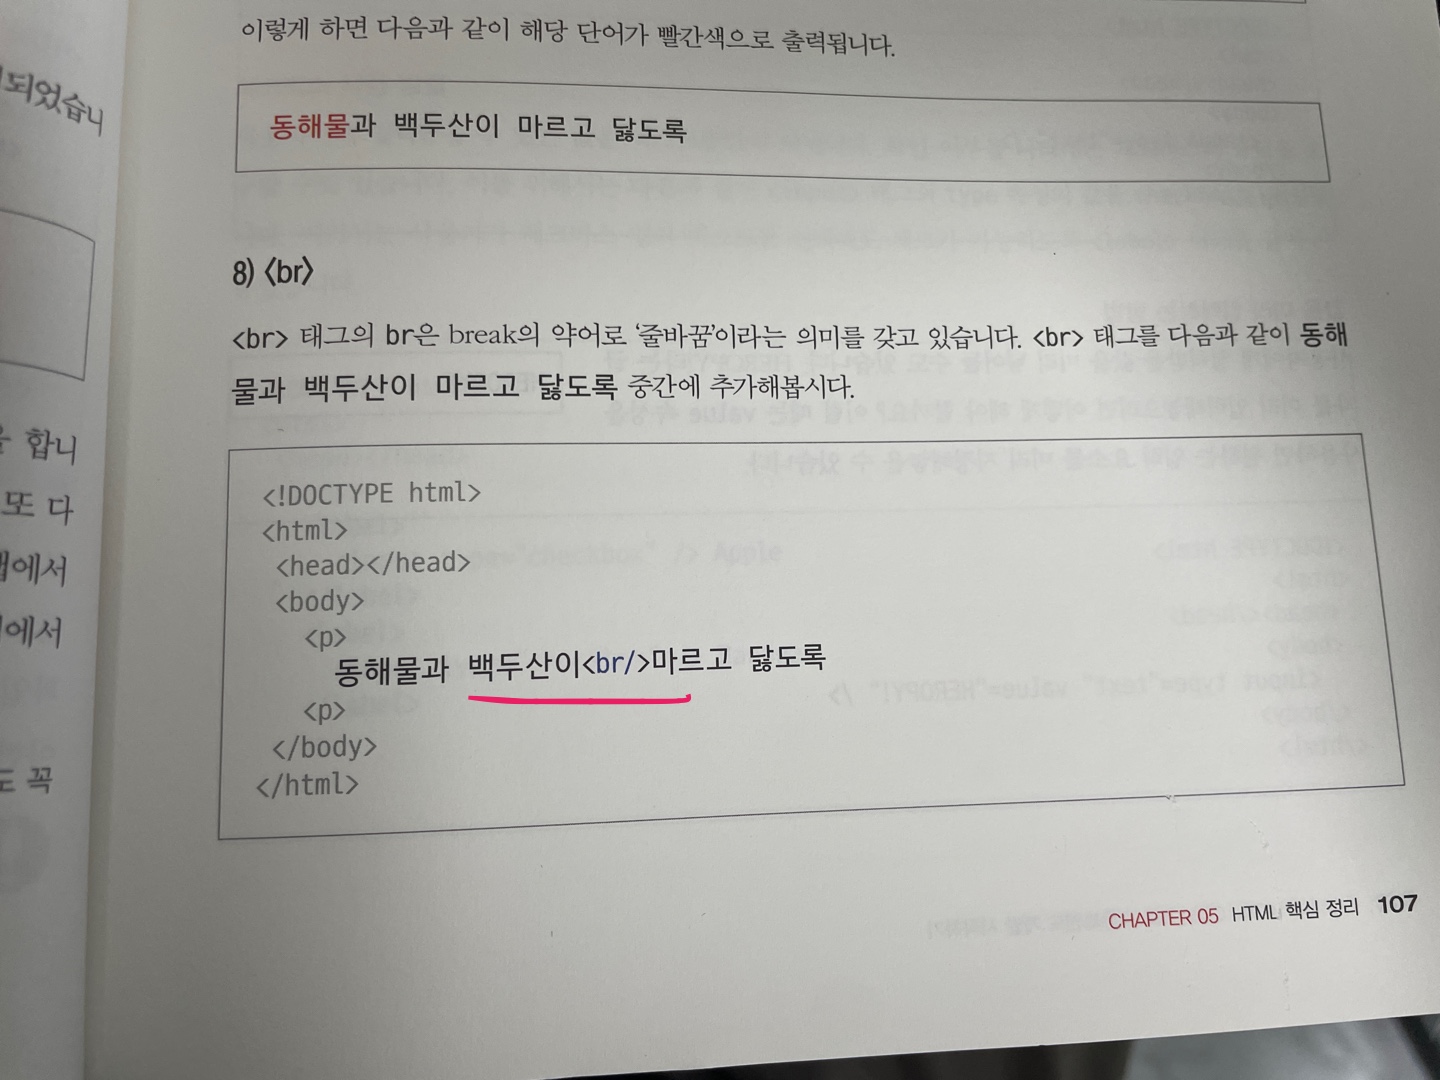 되었습니
합니
또 다
에서
에서
꼭
이렇게 하면 다음과 같이 해당 단어가 빨간색으로 출력됩니다.
동해물과 백두산이 마르고 닳도록
8) <br>
<br> 태그의 br은 break의 약어로 ‘줄바꿈’이라는 의미를 갖고 있습니다. <br> 태그를 다음과 같이 동해
물과 백두산이 마르고 닳도록 중간에 추가해봅시다.
<!DOCTYPE html>
<html>
<head></head>
<body>
<p>
동해물과 백두산이<br/>마르고 닳도록
<p>
</body>
</html>
CHAPTER 05 HTML 핵심 정리 107